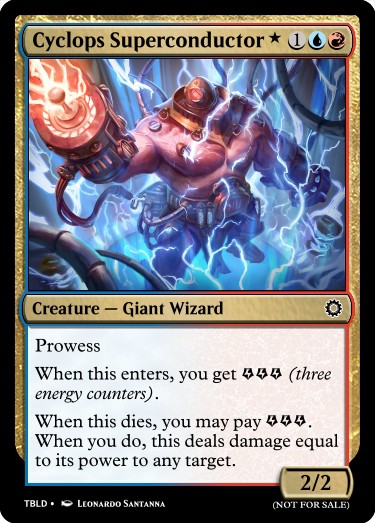 Cyclops Superconductor ★ 1
Creature — Giant Wizard
Prowess
When this enters, you get (three
energy counters).
When this dies, you may pay .
When you do, this deals damage equal
to its power to any target.
2/2
TBLD • Leonardo Santanna
(NOT FOR SALE)